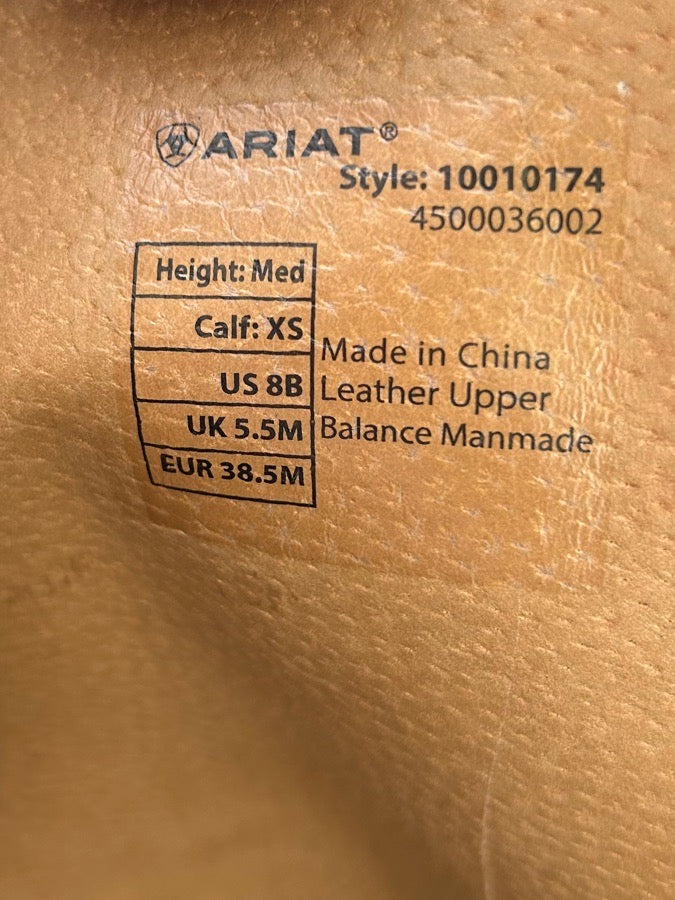 ARIAT®
Style: 10010174
4500036002
Height: Med
Calf: XS
US 8B
UK 5.5M
EUR 38.5M
Made in China
Leather Upper
Balance Manmade